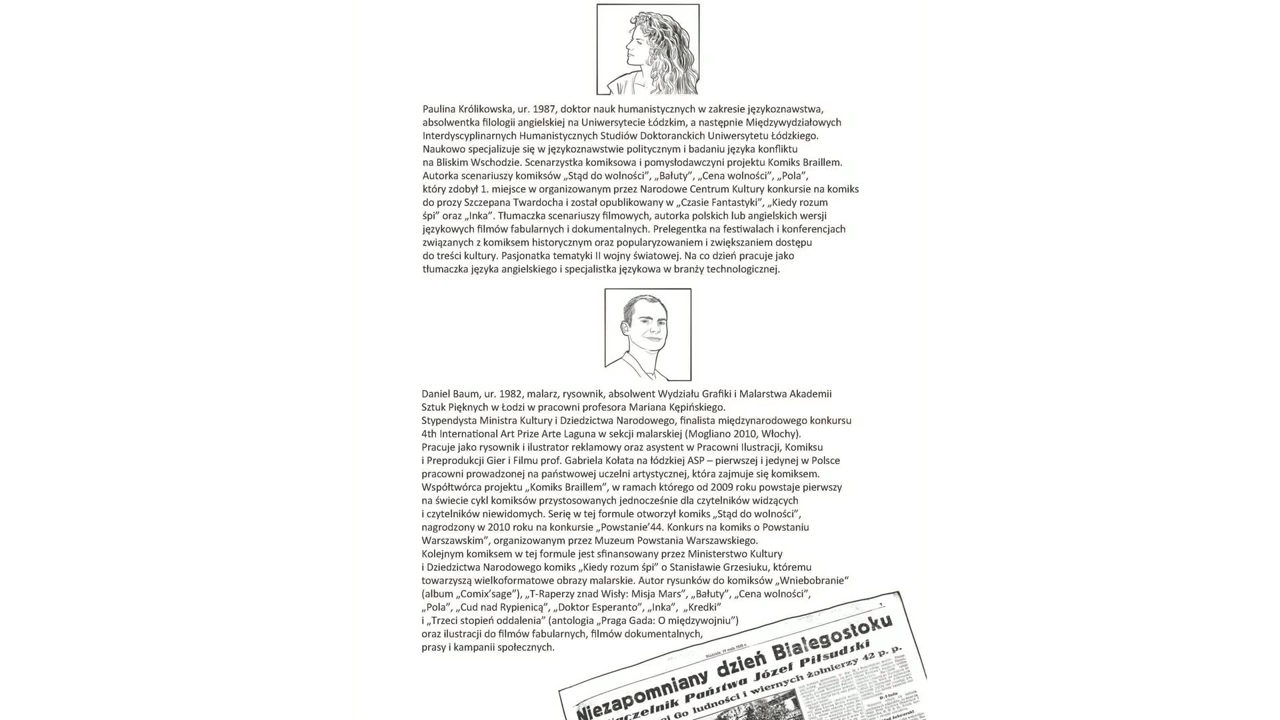 Paulina Królikowska, ur. 1987, doktor nauk humanistycznych w zakresie językoznawstwa,
absolwentka filologii angielskiej na Uniwersytecie Łódzkim, a następnie Międzywydziałowych
Interdyscyplinarnych Humanistycznych Studiów Doktoranckich Uniwersytetu Łódzkiego.
Naukowo specjalizuje się w językoznawstwie politycznym i badaniu języka konfliktu
na Bliskim Wschodzie. Scenarzystka komiksowa i pomysłodawczyni projektu Komiks Braillem.
Autorka scenariuszy komiksów „Stąd do wolności”, „Bałuty”, „Cena wolności”, „Pola”,
który zdobył 1. miejsce w organizowanym przez Narodowe Centrum Kultury konkursie na komiks
do prozy Szczepana Twardocha i został opublikowany w „Czasie Fantastyki”, „Kiedy rozum
śpi” oraz „Inka”. Tłumaczka scenariuszy filmowych, autorka polskich lub angielskich wersji
językowych filmów fabularnych i dokumentalnych. Prelegentka na festiwalach i konferencjach
związanych z komiksem historycznym oraz popularyzowaniem i zwiększaniem dostępu
do treści kultury. Pasjonatka tematyki II wojny światowej. Na co dzień pracuje jako
tłumaczka języka angielskiego i specjalistka językowa w branży technologicznej.
Daniel Baum, ur. 1982, malarz, rysownik, absolwent Wydziału Grafiki i Malarstwa Akademii
Sztuk Pięknych w Łodzi w pracowni profesora Mariana Kępińskiego.
Stypendysta Ministra Kultury i Dziedzictwa Narodowego, finalista międzynarodowego konkursu
4th International Art Prize Arte Laguna w sekcji malarskiej (Mogliano 2010, Włochy).
Pracuje jako rysownik i ilustrator reklamowy oraz asystent w Pracowni Ilustracji, Komiksu
i Preprodukcji Gier i Filmu prof. Gabriela Kołata na łódzkiej ASP – pierwszej i jedynej w Polsce
pracowni prowadzonej na państwowej uczelni artystycznej, która zajmuje się komiksem.
Współtwórca projektu „Komiks Braillem”, w ramach którego od 2009 roku powstaje pierwszy
na świecie cykl komiksów przystosowanych jednocześnie dla czytelników widzących
i czytelników niewidomych. Serię w tej formule otworzył komiks „Stąd do wolności”,
nagrodzony w 2010 roku na konkursie „Powstanie’44. Konkurs na komiks o Powstaniu
Warszawskim”, organizowanym przez Muzeum Powstania Warszawskiego.
Kolejnym komiksem w tej formule jest sfinansowany przez Ministerstwo Kultury
i Dziedzictwa Narodowego komiks „Kiedy rozum śpi” o Stanisławie Grzesiuku, któremu
towarzyszą wielkoformatowe obrazy malarskie. Autor rysunków do komiksów „Wniebobranie”
(album „Comix’sage”), „T-Raperzy znad Wisły: Misja Mars”, „Bałuty”, „Cena wolności”,
„Pola”, „Cud nad Rypienicą”, „Doktor Esperanto”, „Inka”, „Kredki”
i „Trzeci stopień oddalenia” (antologia „Praga Gada: O międzywojniu”)
oraz ilustracji do filmów fabularnych, filmów dokumentalnych,
prasy i kampanii społecznych.
Niezapomniany dzień Białegostoku
Państwa Józef Piłsudski
Go ludności i wiernych żołnierzy 42 p. p.